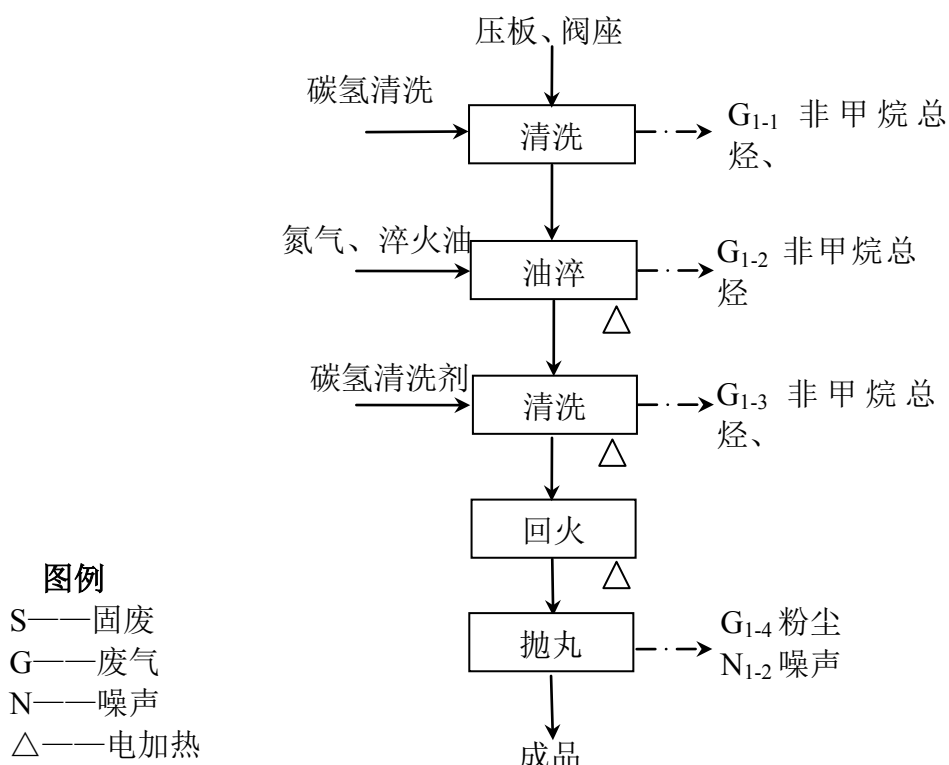 压板、阀座
碳氢清洗
清洗
G1-1 非甲烷总
烃、
氮气、淬火油
油淬
G1-2 非甲烷总
烃
碳氢清洗剂
清洗
G1-3 非甲烷总
烃、
回火
抛丸
G1-4 粉尘
N1-2 噪声
成品
图例
S——固废
G——废气
N——噪声
△——电加热